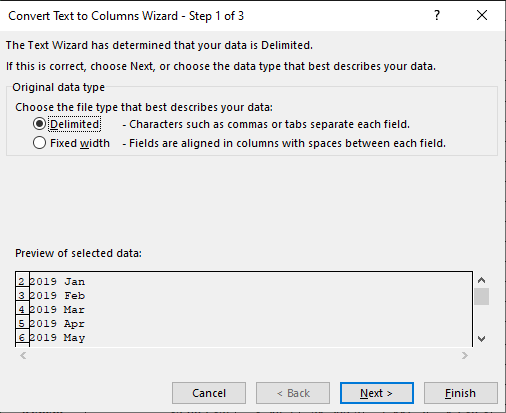 Convert Text to Columns Wizard - Step 1 of 3 ? ×
The Text Wizard has determined that your data is Delimited.
If this is correct, choose Next, or choose the data type that best describes your data.
Original data type
Choose the file type that best describes your data:
Delimited - Characters such as commas or tabs separate each field.
Fixed width - Fields are aligned in columns with spaces between each field.
Preview of selected data:
2 2019 Jan
3 2019 Feb
4 2019 Mar
5 2019 Apr
6 2019 May
Cancel < Back Next > Finish